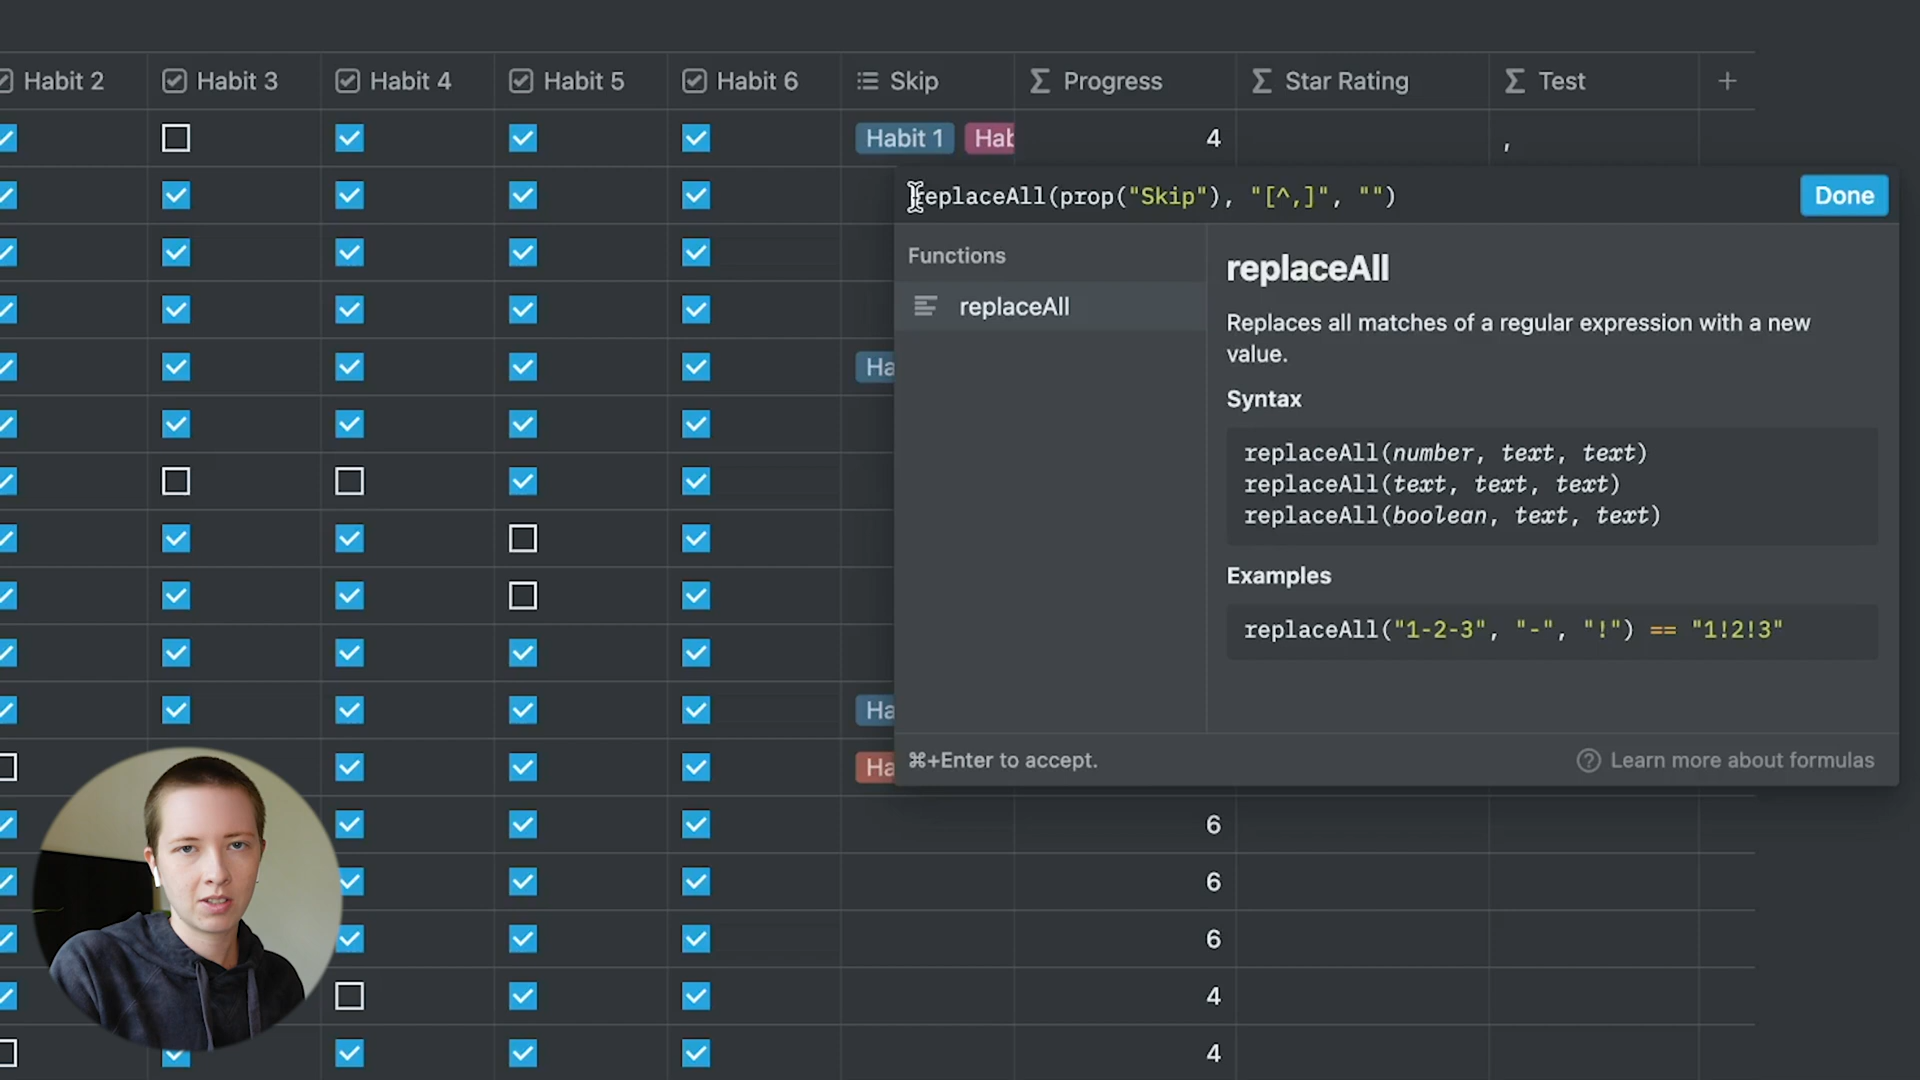 Habit 2 Habit 3 Habit 4 Habit 5 Habit 6 Skip Progress Star Rating Test +
Habit 1 Hab 4 ,
replaceAll(prop("Skip"), "[^,]", "") Done
Functions
replaceAll
replaceAll
Replaces all matches of a regular expression with a new
value.
Syntax
replaceAll(number, text, text)
replaceAll(text, text, text)
replaceAll(boolean, text, text)
Examples
replaceAll("1-2-3", "-", "!") == "1!2!3"
Ha
Ha
Ha
⌘+Enter to accept. ? Learn more about formulas
6
6
6
4
4